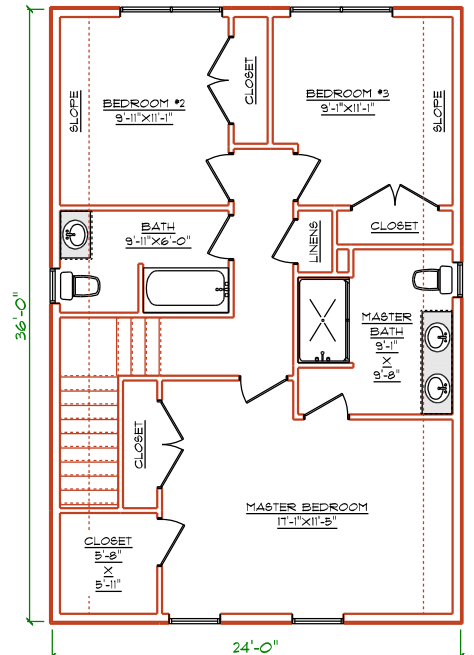 CLOSET
SLOPE
BEDROOM #2
9'-11"X11'-1"
BEDROOM #3
9'-1"X11'-1"
SLOPE
BATH
9'-11"X6'-0"
LINENS
CLOSET
36'-0"
MASTER
BATH
9'-1"
X
9'-8"
CLOSET
MASTER BEDROOM
17'-1"X11'-5"
CLOSET
5'-8"
X
5'-11"
24'-0"